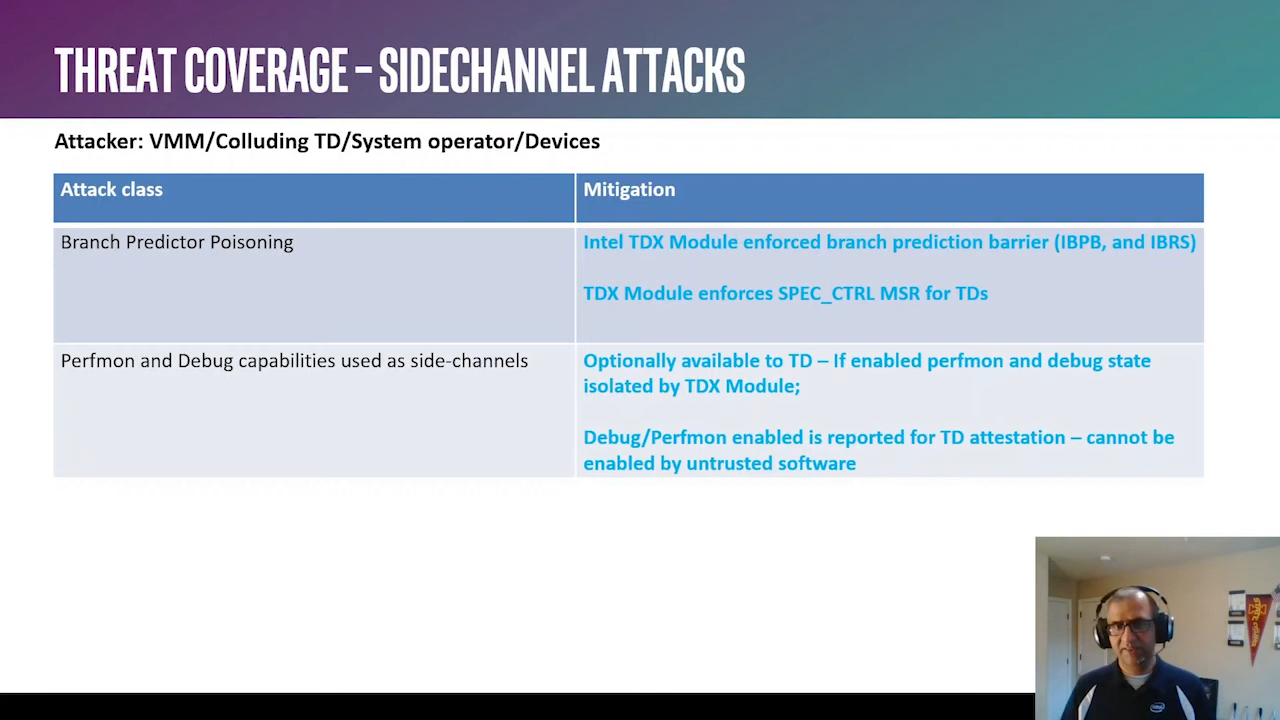 THREAT COVERAGE – SIDECHANNEL ATTACKS
Attacker: VMM/Colluding TD/System operator/Devices
Attack class
Mitigation
Branch Predictor Poisoning
Intel TDX Module enforced branch prediction barrier (IBPB, and IBRS)
TDX Module enforces SPEC_CTRL MSR for TDs
Perfmon and Debug capabilities used as side-channels
Optionally available to TD – If enabled perfmon and debug state
isolated by TDX Module;
Debug/Perfmon enabled is reported for TD attestation – cannot be
enabled by untrusted software